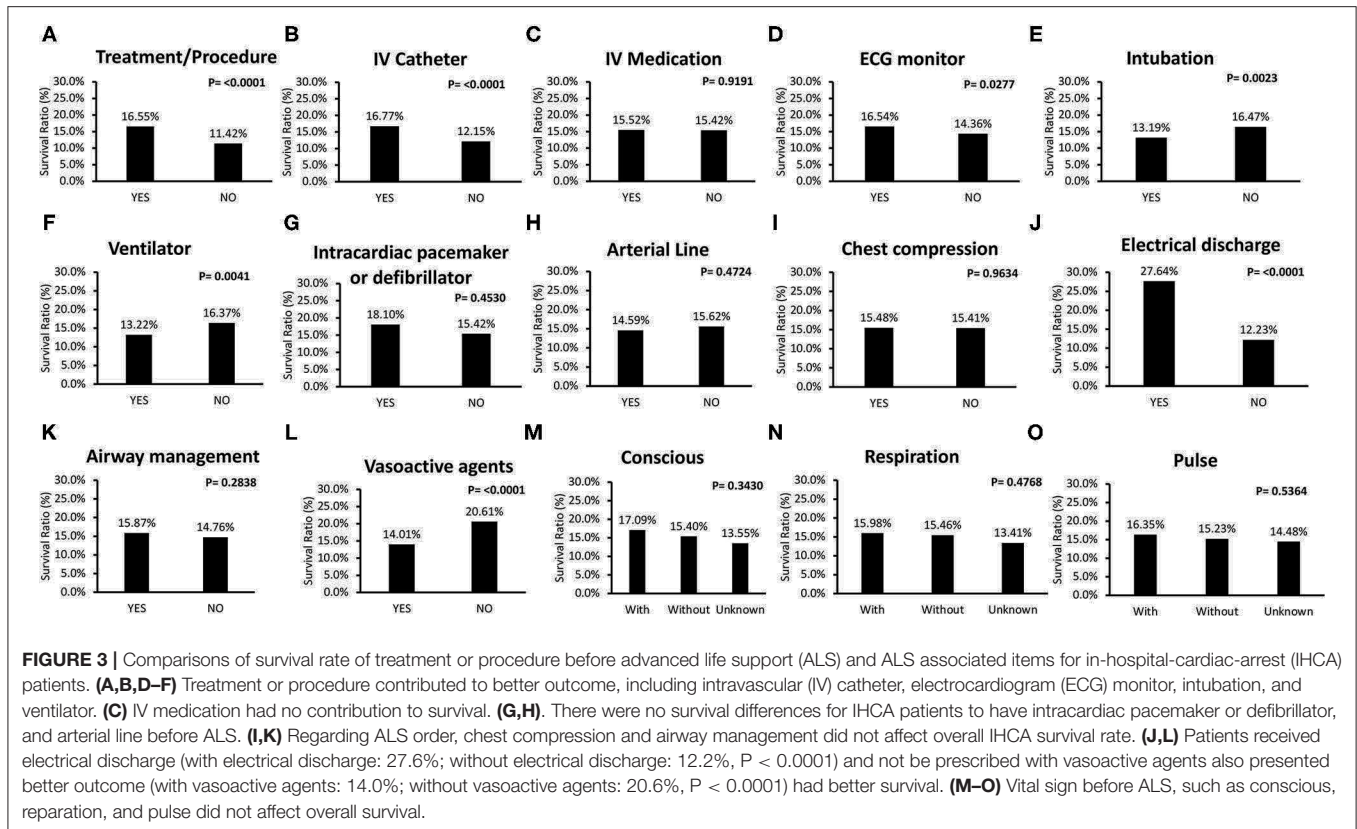 A
Treatment/Procedure
P= <0.0001
Survival Ratio (%)
30.0%
25.0%
20.0%
15.0%
10.0%
5.0%
0.0%
16.55%
11.42%
YES NO
B
IV Catheter
P= <0.0001
Survival Ratio (%)
30.0%
25.0%
20.0%
15.0%
10.0%
5.0%
0.0%
16.77%
12.15%
YES NO
C
IV Medication
P= 0.9191
Survival Ratio (%)
30.0%
25.0%
20.0%
15.0%
10.0%
5.0%
0.0%
15.52%
15.42%
YES NO
D
ECG monitor
P= 0.0277
Survival Ratio (%)
30.0%
25.0%
20.0%
15.0%
10.0%
5.0%
0.0%
16.54%
14.36%
YES NO
E
Intubation
P= 0.0023
Survival Ratio (%)
30.0%
25.0%
20.0%
15.0%
10.0%
5.0%
0.0%
13.19%
16.47%
YES NO
F
Ventilator
P= 0.0041
Survival Ratio (%)
30.0%
25.0%
20.0%
15.0%
10.0%
5.0%
0.0%
13.22%
16.37%
YES NO
G
Intracardiac pacemaker
or defibrillator
P= 0.4530
Survival Ratio (%)
30.0%
25.0%
20.0%
15.0%
10.0%
5.0%
0.0%
18.10%
15.42%
YES NO
H
Arterial Line
P= 0.4724
Survival Ratio (%)
30.0%
25.0%
20.0%
15.0%
10.0%
5.0%
0.0%
14.59%
15.62%
YES NO
I
Chest compression
P= 0.9634
Survival Ratio (%)
30.0%
25.0%
20.0%
15.0%
10.0%
5.0%
0.0%
15.48%
15.41%
YES NO
J
Electrical discharge
P= <0.0001
Survival Ratio (%)
30.0%
25.0%
20.0%
15.0%
10.0%
5.0%
0.0%
27.64%
12.23%
YES NO
K
Airway management
P= 0.2838
Survival Ratio (%)
30.0%
25.0%
20.0%
15.0%
10.0%
5.0%
0.0%
15.87%
14.76%
YES NO
L
Vasoactive agents
P= <0.0001
Survival Ratio (%)
30.0%
25.0%
20.0%
15.0%
10.0%
5.0%
0.0%
14.01%
20.61%
YES NO
M
Conscious
P= 0.3430
Survival Ratio (%)
30.0%
25.0%
20.0%
15.0%
10.0%
5.0%
0.0%
17.09%
15.40%
13.55%
With Without Unknown
N
Respiration
P= 0.4768
Survival Ratio (%)
30.0%
25.0%
20.0%
15.0%
10.0%
5.0%
0.0%
15.98%
15.46%
13.41%
With Without Unknown
O
Pulse
P= 0.5364
Survival Ratio (%)
30.0%
25.0%
20.0%
15.0%
10.0%
5.0%
0.0%
16.35%
15.23%
14.48%
With Without Unknown
FIGURE 3 | Comparisons of survival rate of treatment or procedure before advanced life support (ALS) and ALS associated items for in-hospital-cardiac-arrest (IHCA)
patients. (A,B,D–F) Treatment or procedure contributed to better outcome, including intravascular (IV) catheter, electrocardiogram (ECG) monitor, intubation, and
ventilator. (C) IV medication had no contribution to survival. (G,H). There were no survival differences for IHCA patients to have intracardiac pacemaker or defibrillator,
and arterial line before ALS. (I,K) Regarding ALS order, chest compression and airway management did not affect overall IHCA survival rate. (J,L) Patients received
electrical discharge (with electrical discharge: 27.6%; without electrical discharge: 12.2%, P < 0.0001) and not be prescribed with vasoactive agents also presented
better outcome (with vasoactive agents: 14.0%; without vasoactive agents: 20.6%, P < 0.0001) had better survival. (M–O) Vital sign before ALS, such as conscious,
reparation, and pulse did not affect overall survival.